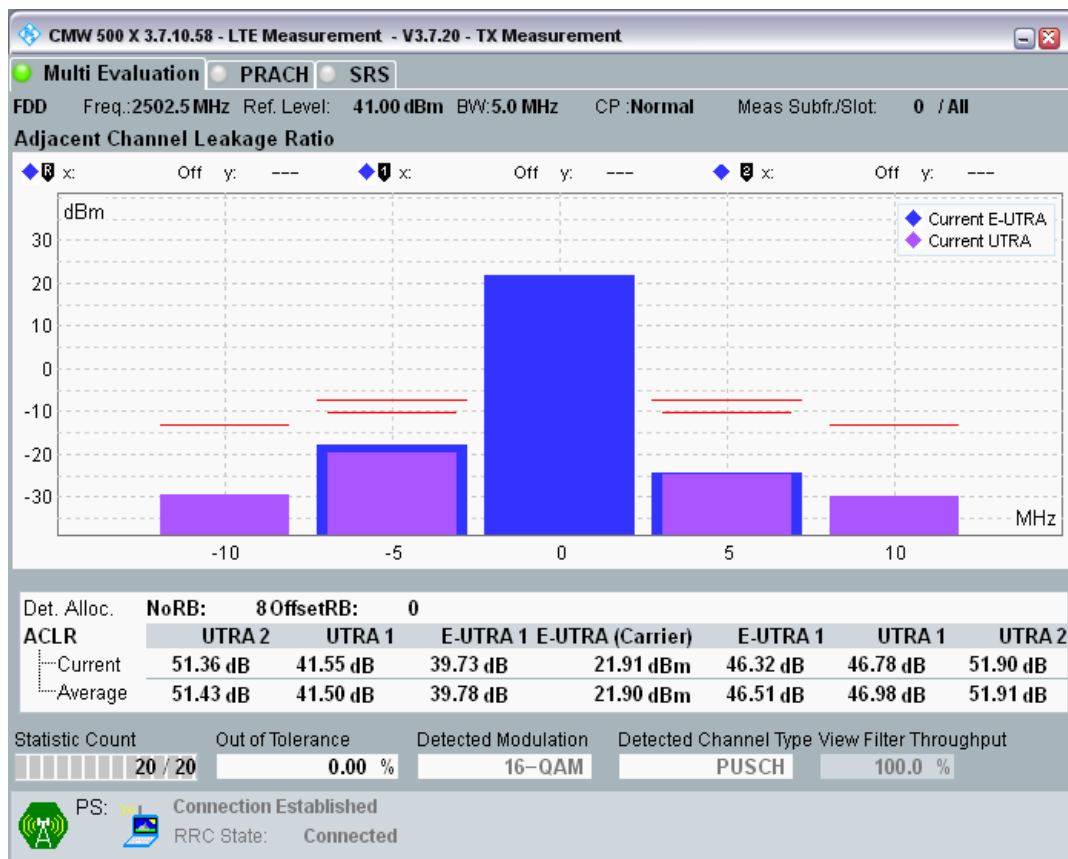 CMW 500 X 3.7.10.58 - LTE Measurement - V3.7.20 - TX Measurement
Multi Evaluation PRACH SRS
FDD Freq.:2502.5 MHz Ref. Level: 41.00 dBm BW:5.0 MHz CP :Normal Meas Subfr./Slot: 0 / All
Adjacent Channel Leakage Ratio
R x: Off y: --- 1 x: Off y: --- 2 x: Off y: ---
dBm
Current E-UTRA
Current UTRA
30
20
10
0
-10
-20
-30
MHz
-10 -5 0 5 10
Det. Alloc. NoRB: 8 OffsetRB: 0
ACLR UTRA 2 UTRA 1 E-UTRA 1 E-UTRA (Carrier) E-UTRA 1 UTRA 1 UTRA 2
Current 51.36 dB 41.55 dB 39.73 dB 21.91 dBm 46.32 dB 46.78 dB 51.90 dB
Average 51.43 dB 41.50 dB 39.78 dB 21.90 dBm 46.51 dB 46.98 dB 51.91 dB
Statistic Count Out of Tolerance Detected Modulation Detected Channel Type View Filter Throughput
20 / 20 0.00 % 16-QAM PUSCH 100.0 %
PS: Connection Established
RRC State: Connected